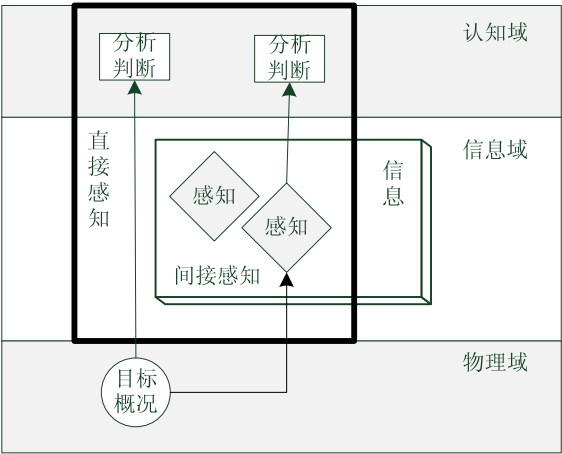 分析
判断
分析
判断
认知域
直
接
感
知
信
息
信息域
感知
感知
间接感知
物理域
目标
概况